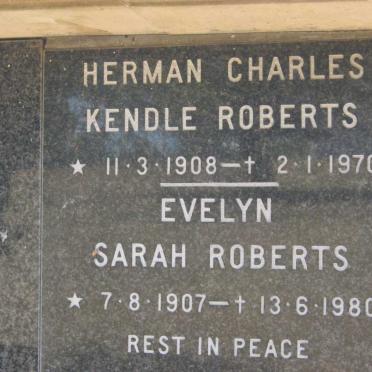 HERMAN CHARLES
KENDLE ROBERTS
★ 11·3·1908—† 2·1·1970
EVELYN
SARAH ROBERTS
★ 7·8·1907—† 13·6·1980
REST IN PEACE